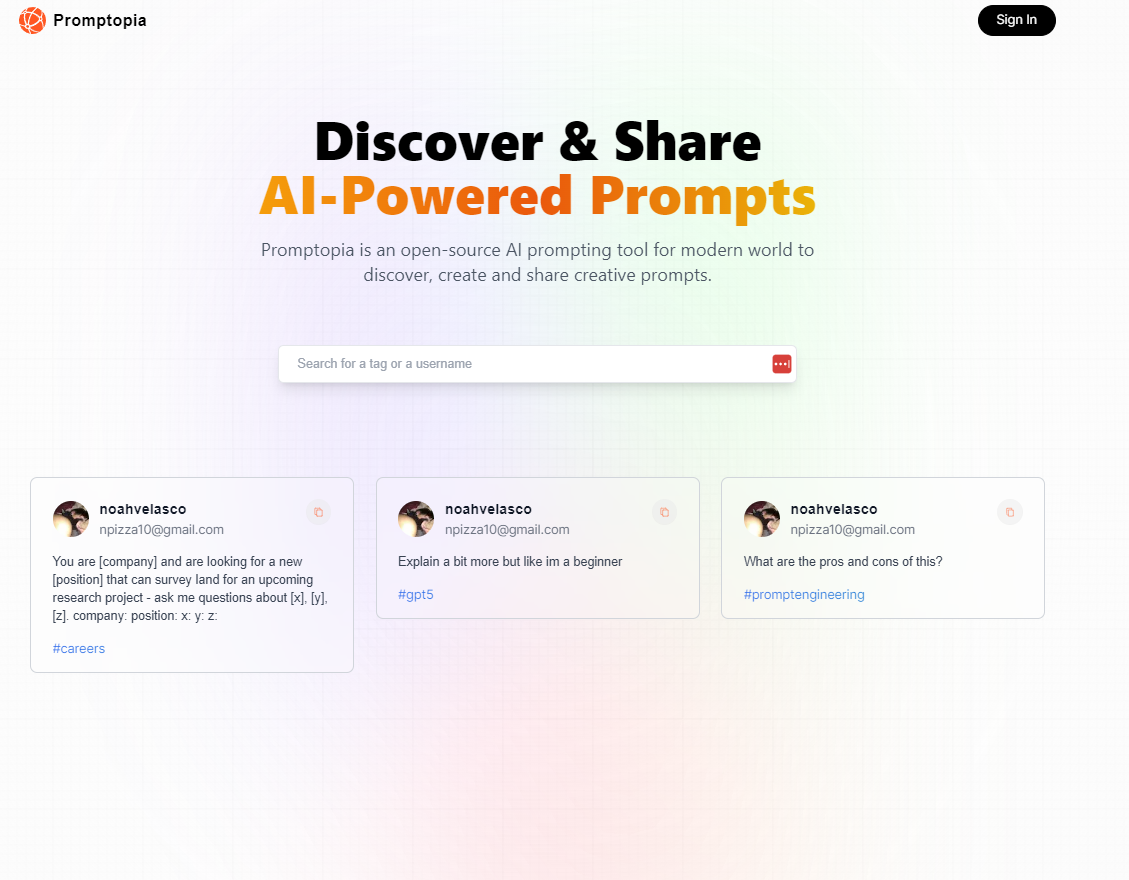 Promptopia
Sign In
Discover & Share
AI-Powered Prompts
Promptopia is an open-source AI prompting tool for modern world to
discover, create and share creative prompts.
Search for a tag or a username
noahvelasco
npizza10@gmail.com
You are [company] and are looking for a new
[position] that can survey land for an upcoming
research project - ask me questions about [x], [y],
[z]. company: position: x: y: z:
#careers
noahvelasco
npizza10@gmail.com
Explain a bit more but like im a beginner
#gpt5
noahvelasco
npizza10@gmail.com
What are the pros and cons of this?
#promptengineering